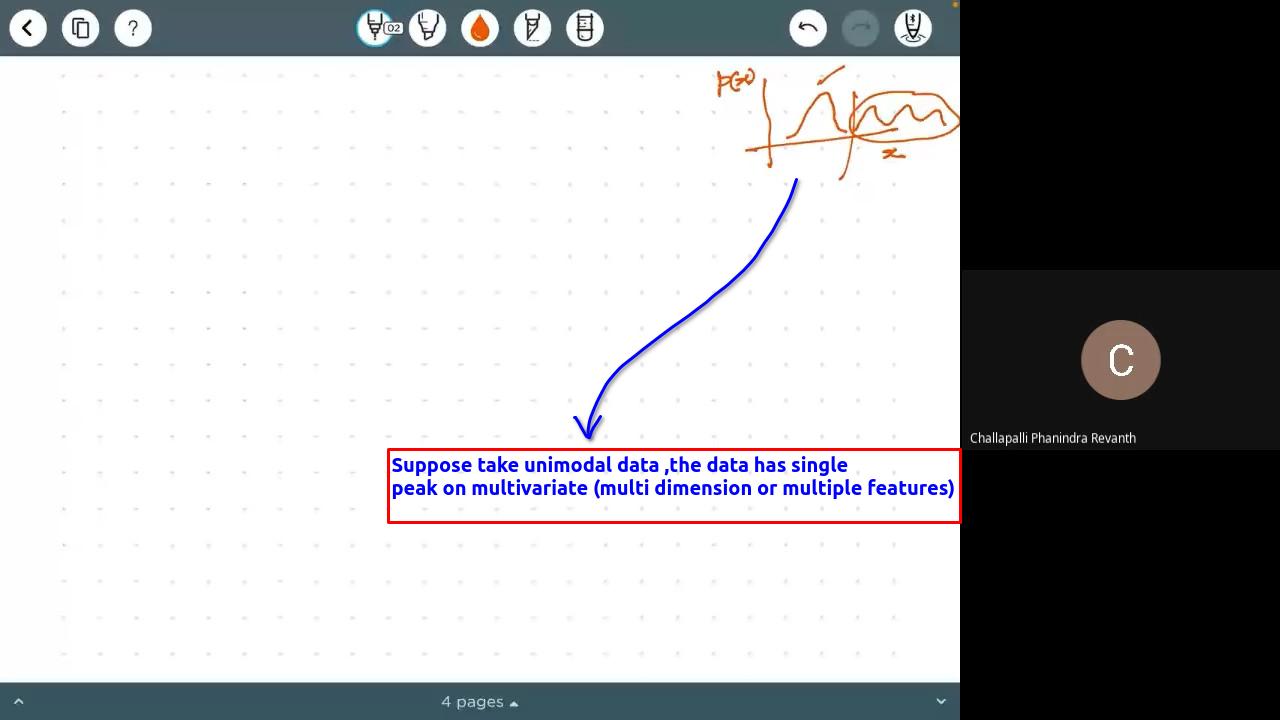 ?
02
p(x)
x
Suppose take unimodal data ,the data has single
peak on multivariate (multi dimension or multiple features)
C
Challapalli Phanindra Revanth
4 pages